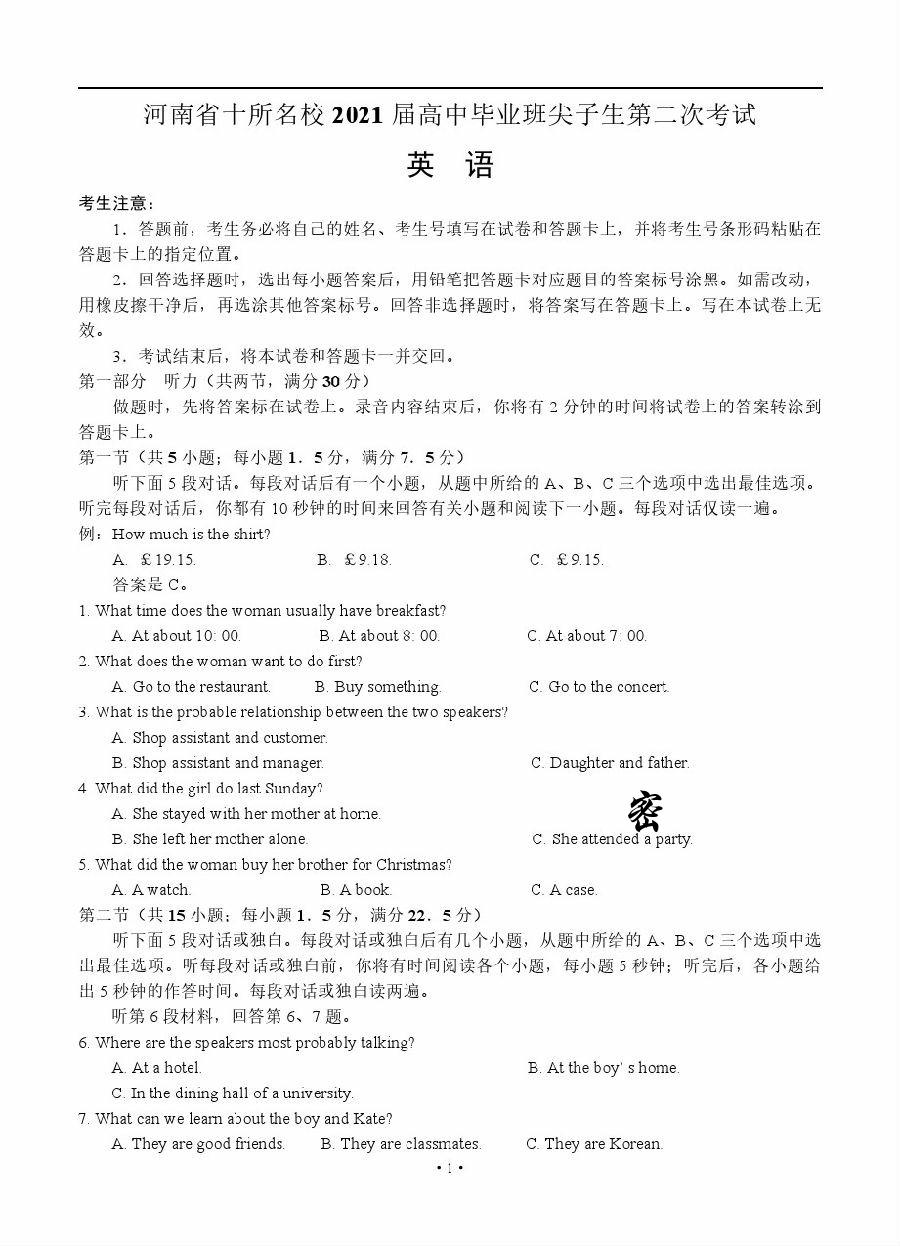 河南省十所名校 2021 届高中毕业班尖子生第二次考试
英 语
考生注意：
1．答题前，考生务必将自己的姓名、考生号填写在试卷和答题卡上，并将考生号条形码粘贴在
答题卡上的指定位置。
2．回答选择题时，选出每小题答案后，用铅笔把答题卡对应题目的答案标号涂黑。如需改动，
用橡皮擦干净后，再选涂其他答案标号。回答非选择题时，将答案写在答题卡上。写在本试卷上无
效。
3．考试结束后，将本试卷和答题卡一并交回。
第一部分 听力（共两节，满分 30 分）
做题时，先将答案标在试卷上。录音内容结束后，你将有 2 分钟的时间将试卷上的答案转涂到
答题卡上。
第一节（共 5 小题；每小题 1．5 分，满分 7．5 分）
听下面 5 段对话。每段对话后有一个小题，从题中所给的 A、B、C 三个选项中选出最佳选项。
听完每段对话后，你都有 10 秒钟的时间来回答有关小题和阅读下一小题。每段对话仅读一遍。
例：How much is the shirt?
A. ￡19.15. B. ￡9.18. C. ￡9.15.
答案是 C。
1. What time does the woman usually have breakfast?
A. At about 10: 00. B. At about 8: 00. C. At about 7: 00.
2. What does the woman want to do first?
A. Go to the restaurant. B. Buy something. C. Go to the concert.
3. What is the probable relationship between the two speakers?
A. Shop assistant and customer.
B. Shop assistant and manager. C. Daughter and father.
4. What did the girl do last Sunday?
A. She stayed with her mother at home.
密
B. She left her mother alone. C. She attended a party.
5. What did the woman buy her brother for Christmas?
A. A watch. B. A book. C. A case.
第二节（共 15 小题；每小题 1．5 分，满分 22．5 分）
听下面 5 段对话或独白。每段对话或独白后有几个小题，从题中所给的 A、B、C 三个选项中选
出最佳选项。听每段对话或独白前，你将有时间阅读各个小题，每小题 5 秒钟；听完后，各小题给
出 5 秒钟的作答时间。每段对话或独白读两遍。
听第 6 段材料，回答第 6、7 题。
6. Where are the speakers most probably talking?
A. At a hotel. B. At the boy' s home.
C. In the dining hall of a university.
7. What can we learn about the boy and Kate?
A. They are good friends. B. They are classmates. C. They are Korean.
·1·